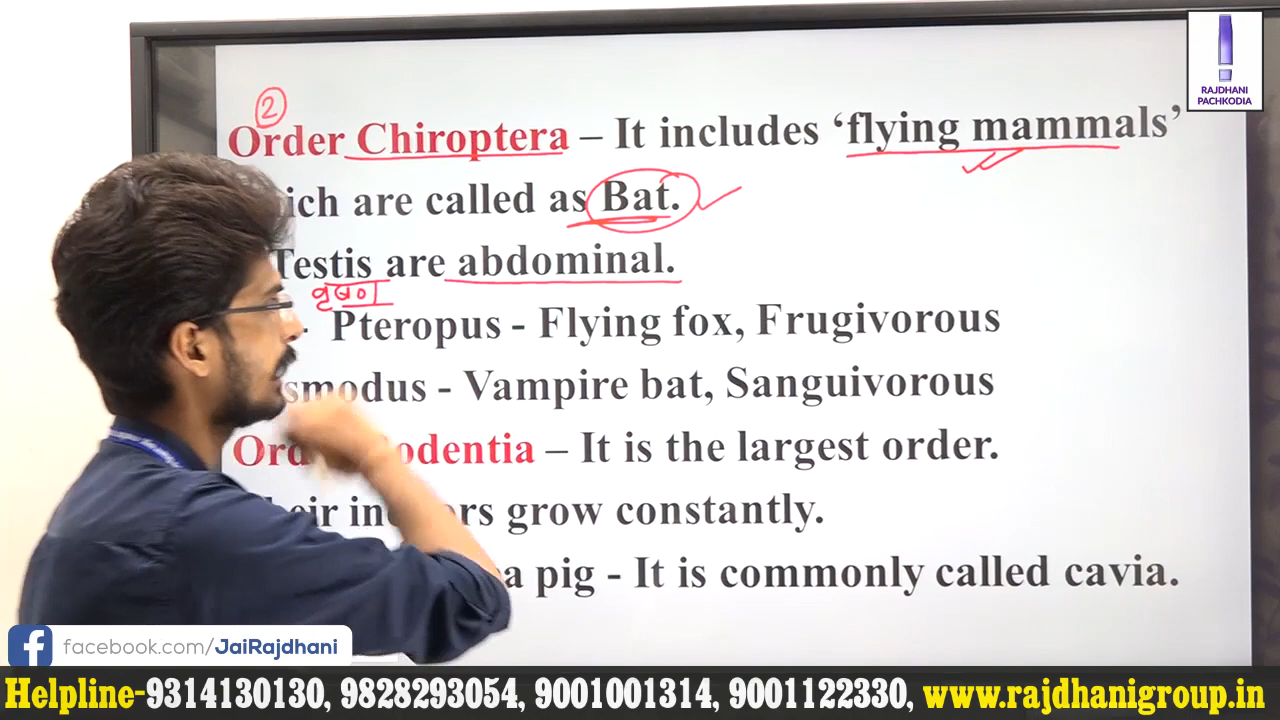 2
Order Chiroptera – It includes ‘flying mammals’
ich are called as Bat.
Testis are abdominal.
वृषण
Pteropus - Flying fox, Frugivorous
smodus - Vampire bat, Sanguivorous
Ord odentia – It is the largest order.
heir in ors grow constantly.
a pig - It is commonly called cavia.
RAJDHANI
PACHKODIA
facebook.com/JaiRajdhani
Helpline-9314130130, 9828293054, 9001001314, 9001122330, www.rajdhanigroup.in